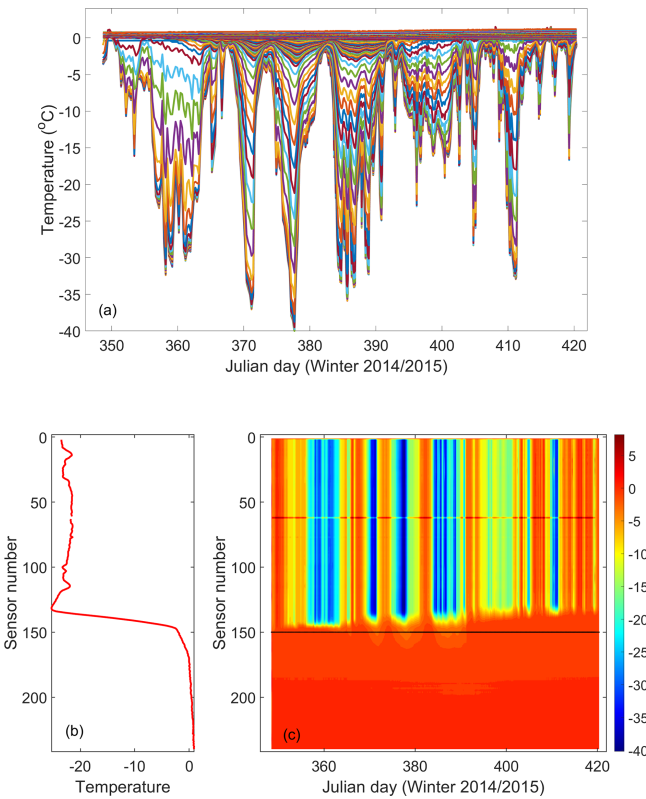 0
-5
-10
-15
-20
-25
-30
-35
-40
Temperature (°C)
(a)
350 360 370 380 390 400 410 420
Julian day (Winter 2014/2015)
0
50
100
150
200
Sensor number
(b)
-20 -10 0
Temperature
0
50
100
150
200
Sensor number
(c)
360 380 400 420
Julian day (Winter 2014/2015)
5
0
-5
-10
-15
-20
-25
-30
-35
-40